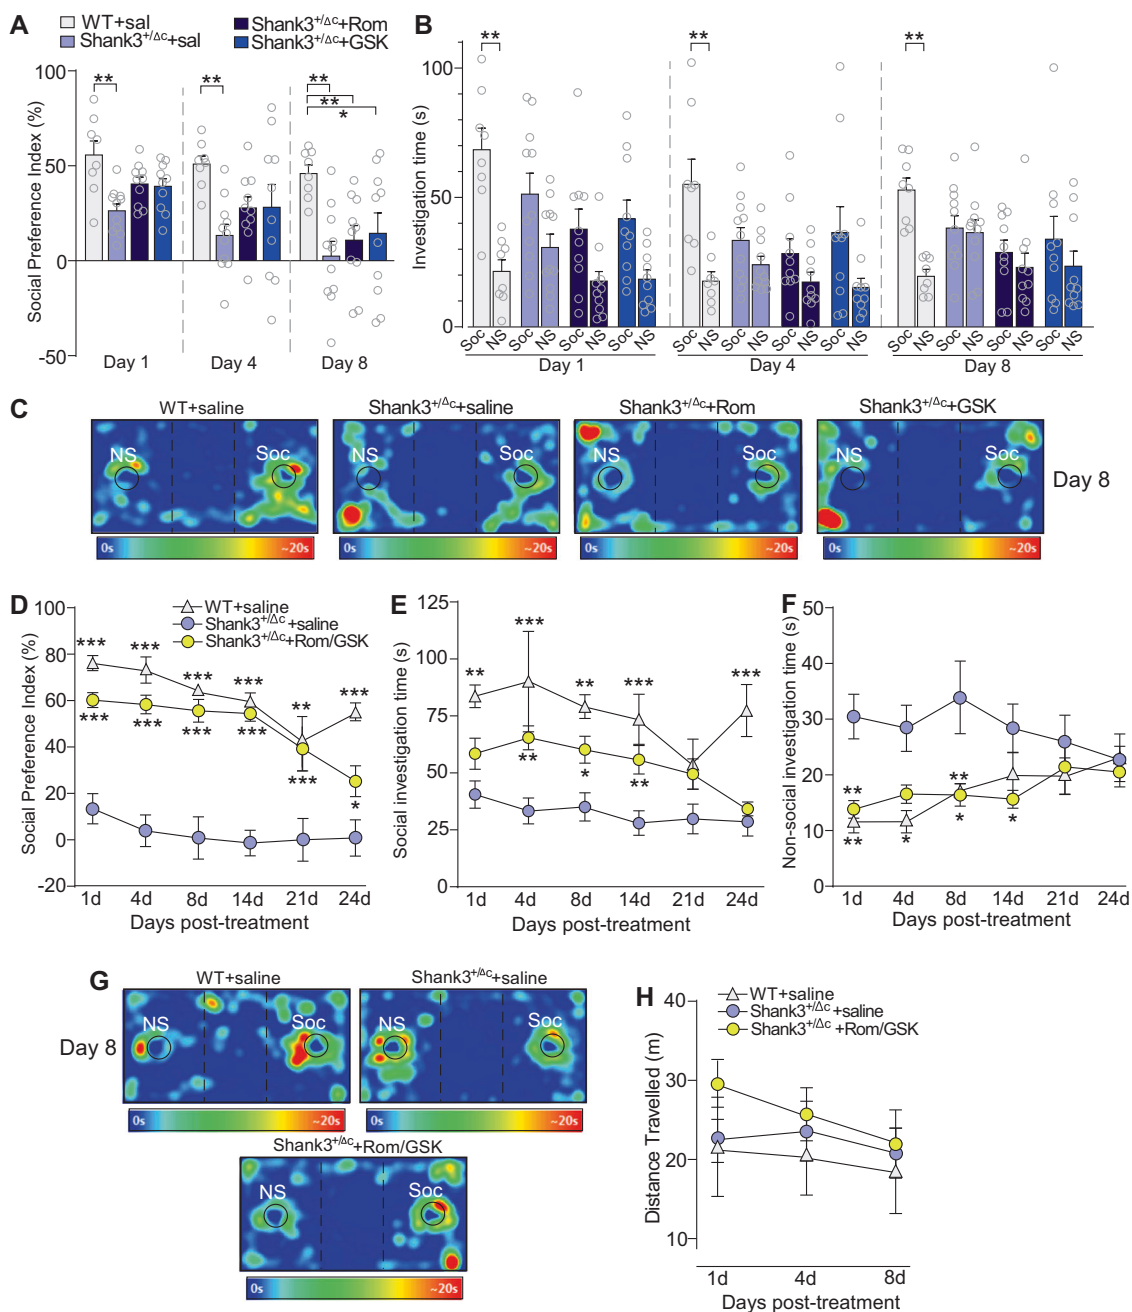 A
WT+sal
Shank3+/Δc+sal
Shank3+/Δc+Rom
Shank3+/Δc+GSK
Social Preference Index (%)
100
50
0
-50
** ** ** ** *
Day 1 Day 4 Day 8
B
Investigation time (s)
100
50
0
** ** **
Soc NS Soc NS Soc NS Soc NS Soc NS Soc NS Soc NS Soc NS Soc NS Soc NS Soc NS Soc NS
Day 1 Day 4 Day 8
C
WT+saline Shank3+/Δc+saline Shank3+/Δc+Rom Shank3+/Δc+GSK
NS Soc NS Soc NS Soc NS Soc
Day 8
0s ~20s 0s ~20s 0s ~20s 0s ~20s
D
WT+saline
Shank3+/Δc+saline
Shank3+/Δc+Rom/GSK
Social Preference Index (%)
100
80
60
40
20
0
-20
*** *** *** *** ** ***
*** *** *** *** *** *
1d 4d 8d 14d 21d 24d
Days post-treatment
E
Social investigation time (s)
125
100
75
50
25
0
** *** ** *** ***
** * **
1d 4d 8d 14d 21d 24d
Days post-treatment
F
Non-social investigation time (s)
50
40
30
20
10
0
** **
** * * *
1d 4d 8d 14d 21d 24d
Days post-treatment
G
WT+saline Shank3+/Δc+saline
Day 8
NS Soc NS Soc
0s ~20s 0s ~20s
Shank3+/Δc+Rom/GSK
NS Soc
0s ~20s
H
WT+saline
Shank3+/Δc+saline
Shank3+/Δc+Rom/GSK
Distance Travelled (m)
40
30
20
10
1d 4d 8d
Days post-treatment